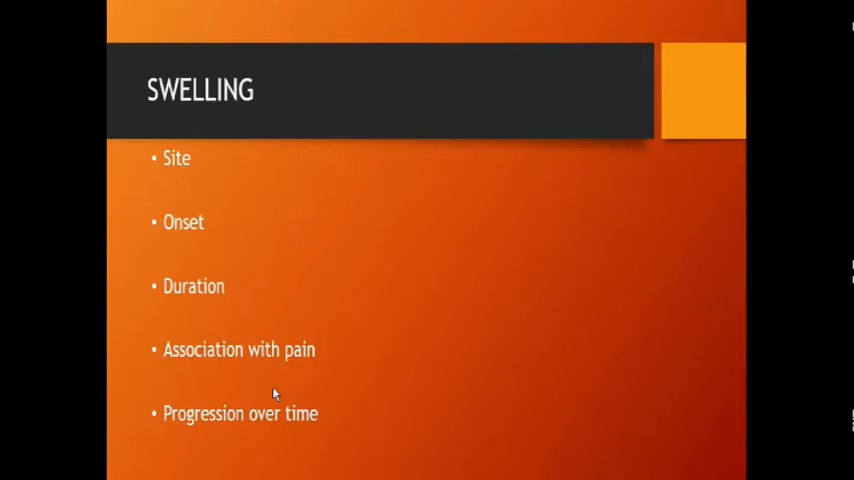 SWELLING
• Site
• Onset
• Duration
• Association with pain
• Progression over time